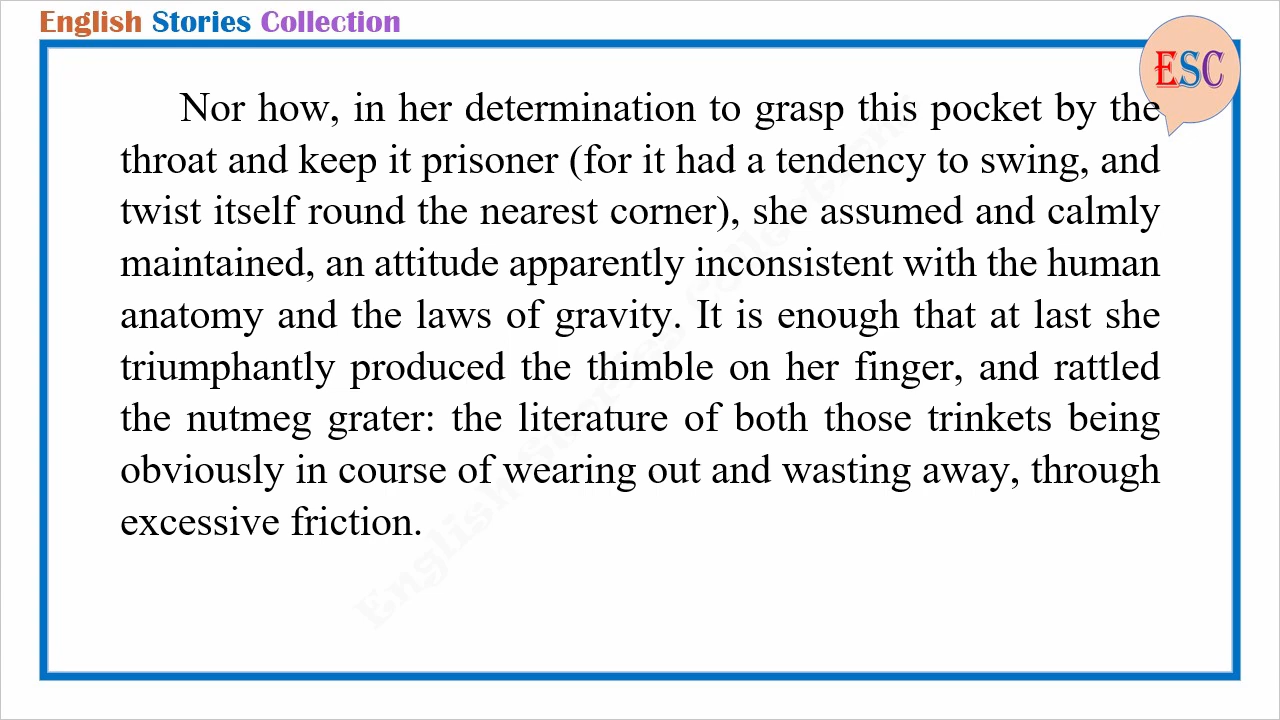 English Stories Collection
ESC
Nor how, in her determination to grasp this pocket by the
throat and keep it prisoner (for it had a tendency to swing, and
twist itself round the nearest corner), she assumed and calmly
maintained, an attitude apparently inconsistent with the human
anatomy and the laws of gravity. It is enough that at last she
triumphantly produced the thimble on her finger, and rattled
the nutmeg grater: the literature of both those trinkets being
obviously in course of wearing out and wasting away, through
excessive friction.
English Stories Collection